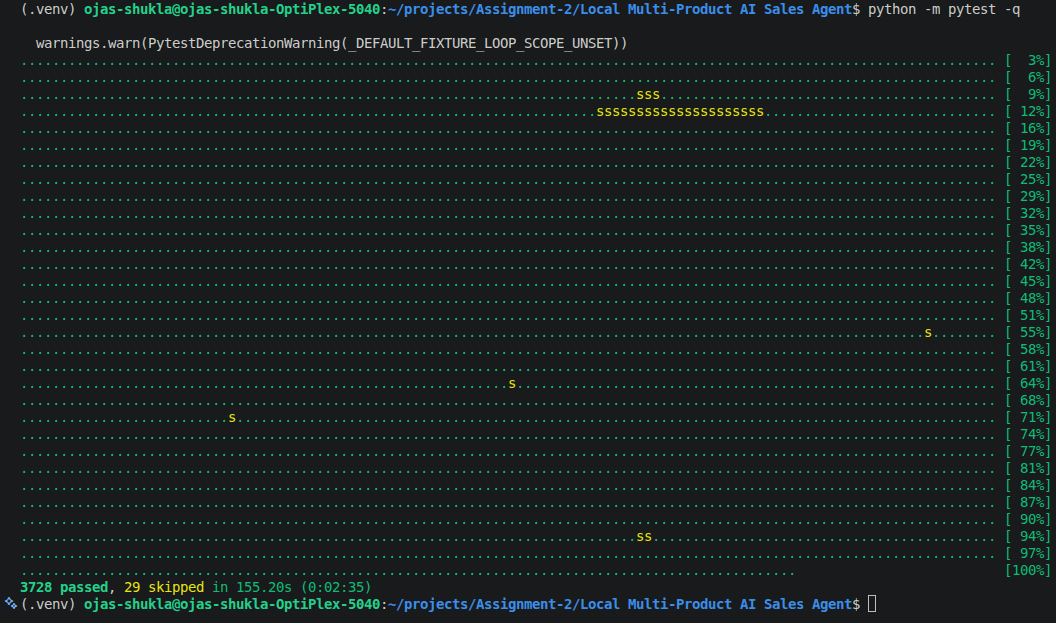 (.venv) ojas-shukla@ojas-shukla-OptiPlex-5040:~/projects/Assignment-2/Local Multi-Product AI Sales Agent$ python -m pytest -q
warnings.warn(PytestDeprecationWarning(_DEFAULT_FIXTURE_LOOP_SCOPE_UNSET))
.......................................................................................................................... [  3%]
.......................................................................................................................... [  6%]
.............................................................................sss.......................................... [  9%]
........................................................................sssssssssssssssssssss............................. [ 12%]
.......................................................................................................................... [ 16%]
.......................................................................................................................... [ 19%]
.......................................................................................................................... [ 22%]
.......................................................................................................................... [ 25%]
.......................................................................................................................... [ 29%]
.......................................................................................................................... [ 32%]
.......................................................................................................................... [ 35%]
.......................................................................................................................... [ 38%]
.......................................................................................................................... [ 42%]
.......................................................................................................................... [ 45%]
.......................................................................................................................... [ 48%]
.......................................................................................................................... [ 51%]
.................................................................................................................s........ [ 55%]
.......................................................................................................................... [ 58%]
.......................................................................................................................... [ 61%]
.............................................................s............................................................ [ 64%]
.......................................................................................................................... [ 68%]
..........................s............................................................................................... [ 71%]
.......................................................................................................................... [ 74%]
.......................................................................................................................... [ 77%]
.......................................................................................................................... [ 81%]
.......................................................................................................................... [ 84%]
.......................................................................................................................... [ 87%]
.......................................................................................................................... [ 90%]
.............................................................................ss........................................... [ 94%]
.......................................................................................................................... [ 97%]
.................................................................................................                          [100%]
3728 passed, 29 skipped in 155.20s (0:02:35)
(.venv) ojas-shukla@ojas-shukla-OptiPlex-5040:~/projects/Assignment-2/Local Multi-Product AI Sales Agent$